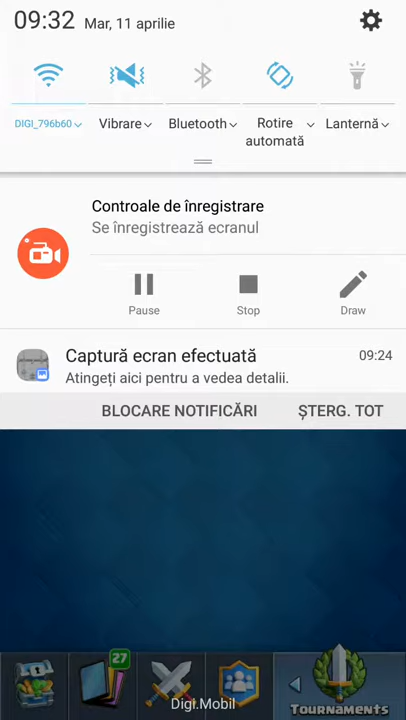 09:32 Mar, 11 aprilie
DIGI_796b60 Vibrare Bluetooth Rotire automată Lanternă
Controale de înregistrare
Se înregistrează ecranul
Pause Stop Draw
Captură ecran efectuată 09:24
Atingeți aici pentru a vedea detalii.
BLOCARE NOTIFICĂRI ȘTERG. TOT
27
Digi.Mobil
Tournaments